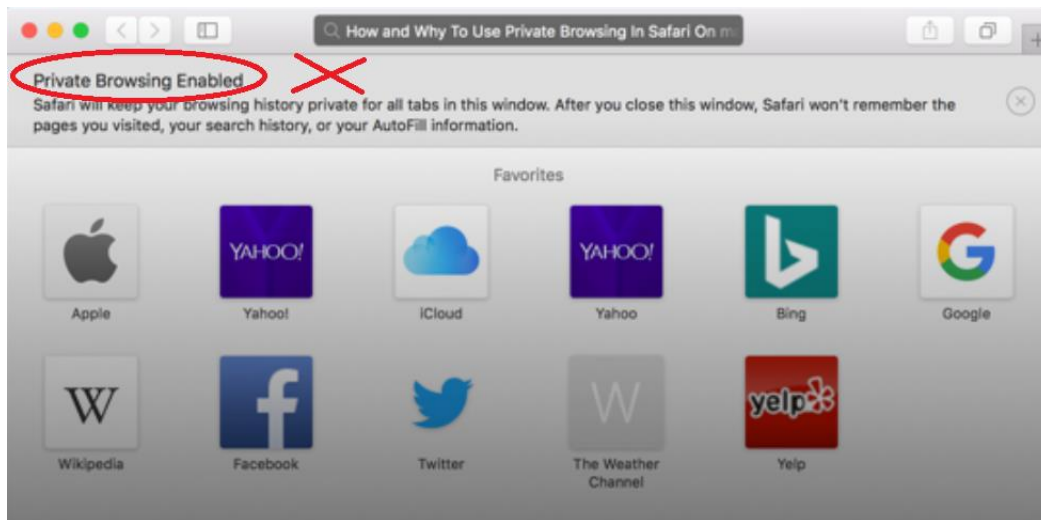 How and Why To Use Private Browsing In Safari On
Private Browsing Enabled
Safari will keep your browsing history private for all tabs in this window. After you close this window, Safari won't remember the
pages you visited, your search history, or your AutoFill information.
Favorites
YAHOO! YAHOO!
Apple Yahoo! iCloud Yahoo Bing Google
W W yelp
Wikipedia Facebook Twitter The Weather Yelp
Channel